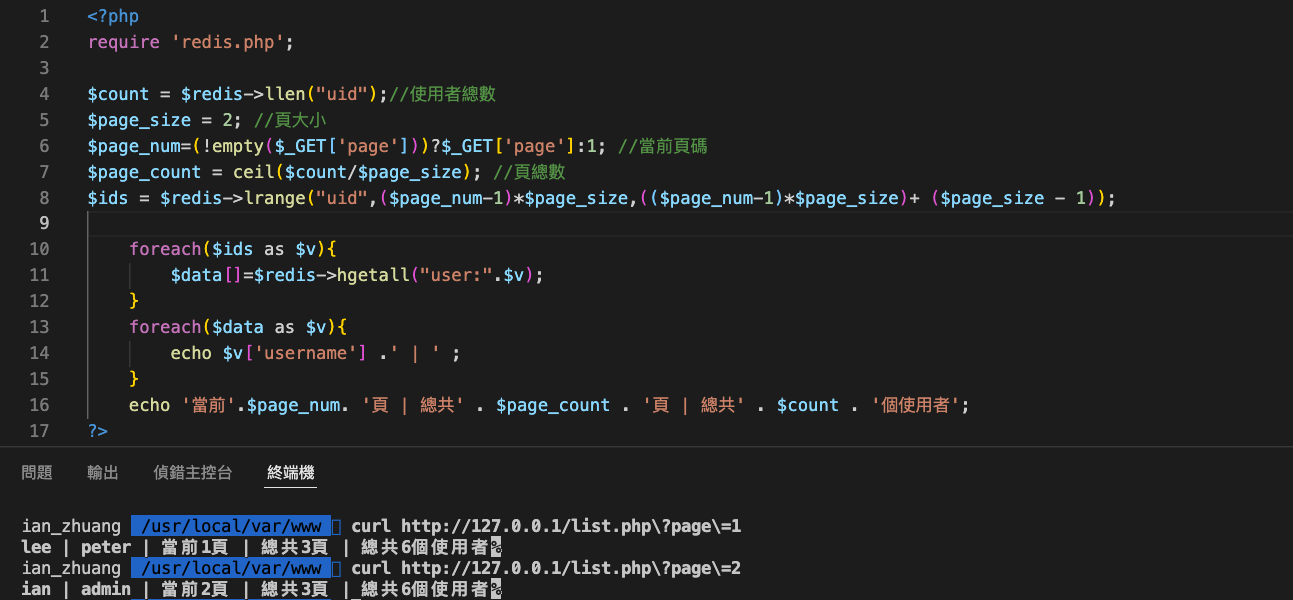 1 <?php
2 require 'redis.php';
3
4 $count = $redis->llen("uid");//使用者總數
5 $page_size = 2; //頁大小
6 $page_num=(!empty($_GET['page']))?$_GET['page']:1; //當前頁碼
7 $page_count = ceil($count/$page_size); //頁總數
8 $ids = $redis->lrange("uid",($page_num-1)*$page_size,(($page_num-1)*$page_size)+ ($page_size - 1));
9
10     foreach($ids as $v){
11         $data[]=$redis->hgetall("user:".$v);
12     }
13     foreach($data as $v){
14         echo $v['username'] .' | ' ;
15     }
16     echo '當前'.$page_num. '頁 | 總共' . $page_count . '頁 | 總共' . $count . '個使用者';
17 ?>
問題 輸出 偵錯主控台 終端機
ian_zhuang /usr/local/var/www curl http://127.0.0.1/list.php\?page\=1
lee | peter | 當前1頁 | 總共3頁 | 總共6個使用者%
ian_zhuang /usr/local/var/www curl http://127.0.0.1/list.php\?page\=2
ian | admin | 當前2頁 | 總共3頁 | 總共6個使用者%